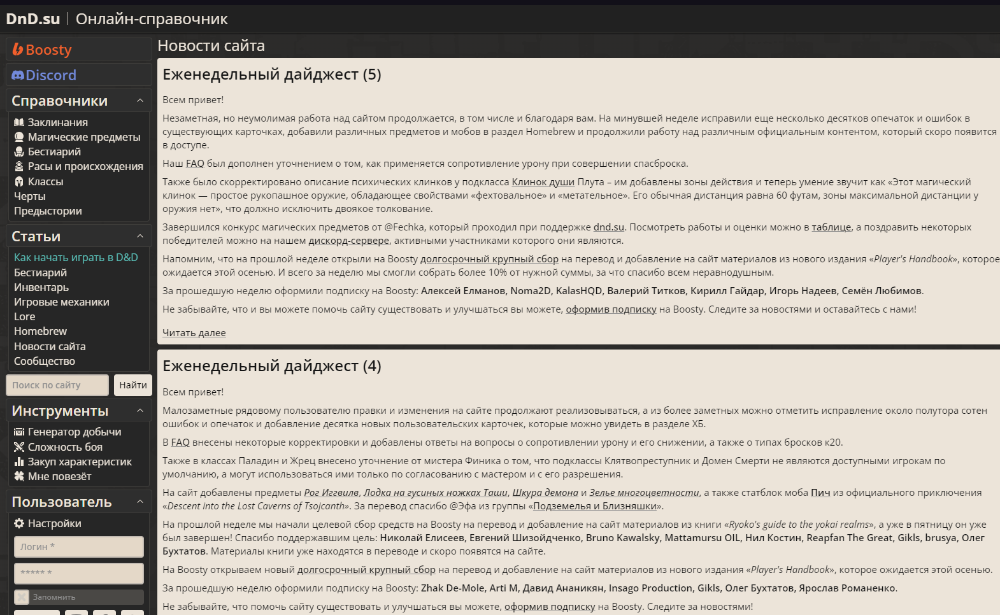 DnD.su | Онлайн-справочник
Boosty
Discord
Справочники
Заклинания
Магические предметы
Бестиарий
Расы и происхождения
Классы
Черты
Предыстории
Статьи
Как начать играть в D&D
Бестиарий
Инвентарь
Игровые механики
Lore
Homebrew
Новости сайта
Сообщество
Поиск по сайту
Найти
Инструменты
Генератор добычи
Сложность боя
Закуп характеристик
Мне повезёт
Пользователь
Настройки
Логин *
***** *
Запомнить
Новости сайта
Еженедельный дайджест (5)
Всем привет!
Незаметная, но неумолимая работа над сайтом продолжается, в том числе и благодаря вам. На минувшей неделе исправили еще несколько десятков опечаток и ошибок в
существующих карточках, добавили различных предметов и мобов в раздел Homebrew и продолжили работу над различным официальным контентом, который скоро появится
в доступе.
Наш FAQ был дополнен уточнением о том, как применяется сопротивление урону при совершении спасброска.
Также было скорректировано описание психических клинков у подкласса Клинок души Плута – им добавлены зоны действия и теперь умение звучит как «Этот магический
клинок — простое рукопашное оружие, обладающее свойствами «фехтовальное» и «метательное». Его обычная дистанция равна 60 футам, зоны максимальной дистанции у
оружия нет», что должно исключить двоякое толкование.
Завершился конкурс магических предметов от @Fechka, который проходил при поддержке dnd.su. Посмотреть работы и оценки можно в таблице, а поздравить некоторых
победителей можно на нашем дискорд-сервере, активными участниками которого они являются.
Напомним, что на прошлой неделе открыли на Boosty долгосрочный крупный сбор на перевод и добавление на сайт материалов из нового издания «Player's Handbook», которое
ожидается этой осенью. И всего за неделю мы смогли собрать более 10% от нужной суммы, за что спасибо всем неравнодушным.
За прошедшую неделю оформили подписку на Boosty: Алексей Елманов, Noma2D, KalasHQD, Валерий Титков, Кирилл Гайдар, Игорь Надеев, Семён Любимов.
Не забывайте, что и вы можете помочь сайту существовать и улучшаться вы можете, оформив подписку на Boosty. Следите за новостями и оставайтесь с нами!
Читать далее
Еженедельный дайджест (4)
Всем привет!
Малозаметные рядовому пользователю правки и изменения на сайте продолжают реализовываться, а из более заметных можно отметить исправление около полутора сотен
ошибок и опечаток и добавление десятка новых пользовательских карточек, которые можно увидеть в разделе ХБ.
В FAQ внесены некоторые корректировки и добавлены ответы на вопросы о сопротивлении урону и его снижении, а также о типах бросков к20.
Также в классах Паладин и Жрец внесено уточнение от мистера Финика о том, что подклассы Клятвопреступник и Домен Смерти не являются доступными игрокам по
умолчанию, а могут использоваться ими только по согласованию с мастером и с его разрешения.
На сайт добавлены предметы Рог Иггвилв, Лодка на гусиных ножках Таши, Шкура демона и Зелье многоцветности, а также статблок моба Пич из официального приключения
«Descent into the Lost Caverns of Tsojcanth». За перевод спасибо @Эфа из группы «Подземелья и Близняшки».
На прошлой неделе мы начали целевой сбор средств на Boosty на перевод и добавление на сайт материалов из книги «Ryoko's guide to the yokai realms», а уже в пятницу он уже
был завершен! Спасибо поддержавшим цель: Николай Елисеев, Евгений Шизойдченко, Bruno Kawalsky, Mattamursu OIL, Нил Костин, Reapfan The Great, Gikls, brusya, Олег
Бухтатов. Материалы книги уже находятся в переводе и скоро появятся на сайте.
На Boosty открываем новый долгосрочный крупный сбор на перевод и добавление на сайт материалов из нового издания «Player's Handbook», которое ожидается этой осенью.
За прошедшую неделю оформили подписку на Boosty: Zhak De-Mole, Arti M, Давид Ананикян, Insago Production, Gikls, Олег Бухтатов, Ярослав Романенко.
Не забывайте, что помочь сайту существовать и улучшаться вы можете, оформив подписку на Boosty. Следите за новостями!